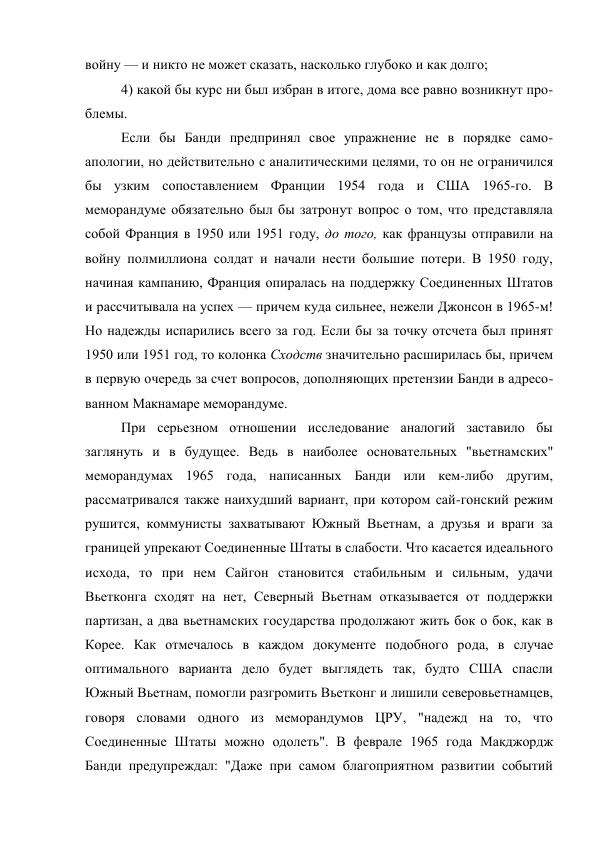 войну — и никто не может сказать, насколько глубоко и как долго;
4) какой бы курс ни был избран в итоге, дома все равно возникнут про-
блемы.
Если бы Банди предпринял свое упражнение не в порядке само-
апологии, но действительно с аналитическими целями, то он не ограничился
бы узким сопоставлением Франции 1954 года и США 1965-го. В
меморандуме обязательно был бы затронут вопрос о том, что представляла
собой Франция в 1950 или 1951 году, до того, как французы отправили на
войну полмиллиона солдат и начали нести большие потери. В 1950 году,
начиная кампанию, Франция опиралась на поддержку Соединенных Штатов
и рассчитывала на успех — причем куда сильнее, нежели Джонсон в 1965-м!
Но надежды испарились всего за год. Если бы за точку отсчета был принят
1950 или 1951 год, то колонка Сходств значительно расширилась бы, причем
в первую очередь за счет вопросов, дополняющих претензии Банди в адресо-
ванном Макнамаре меморандуме.
При серьезном отношении исследование аналогий заставило бы
заглянуть и в будущее. Ведь в наиболее основательных "вьетнамских"
меморандумах 1965 года, написанных Банди или кем-либо другим,
рассматривался также наихудший вариант, при котором сай-гонский режим
рушится, коммунисты захватывают Южный Вьетнам, а друзья и враги за
границей упрекают Соединенные Штаты в слабости. Что касается идеального
исхода, то при нем Сайгон становится стабильным и сильным, удачи
Вьетконга сходят на нет, Северный Вьетнам отказывается от поддержки
партизан, а два вьетнамских государства продолжают жить бок о бок, как в
Корее. Как отмечалось в каждом документе подобного рода, в случае
оптимального варианта дело будет выглядеть так, будто США спасли
Южный Вьетнам, помогли разгромить Вьетконг и лишили северовьетнамцев,
говоря словами одного из меморандумов ЦРУ, "надежд на то, что
Соединенные Штаты можно одолеть". В феврале 1965 года Макджордж
Банди предупреждал: "Даже при самом благоприятном развитии событий